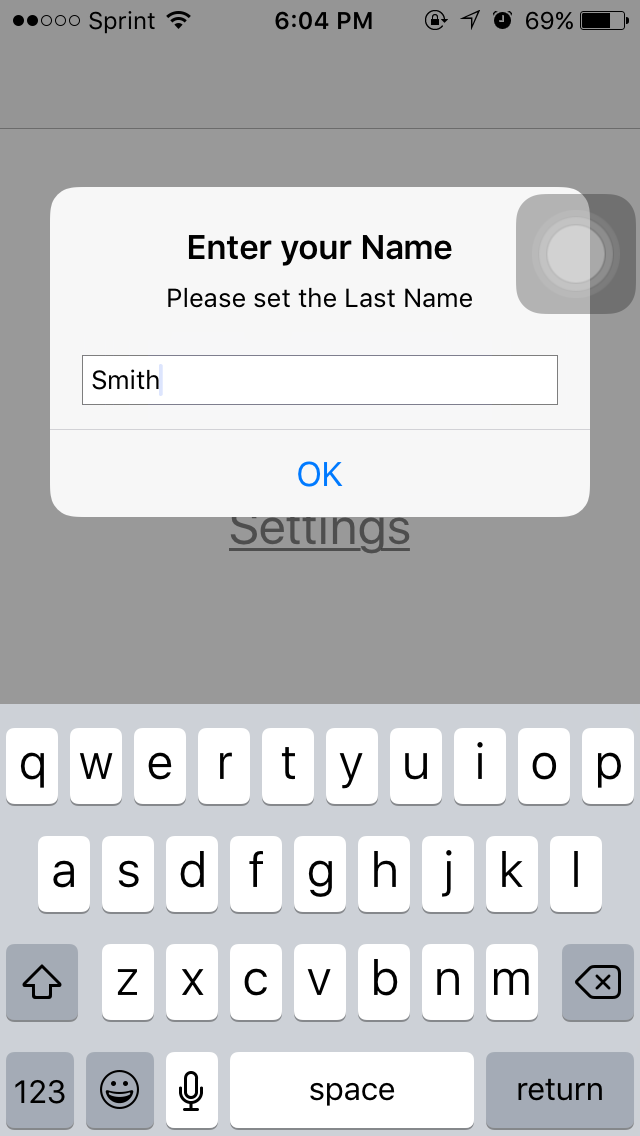 Sprint 6:04 PM 69%
Enter your Name
Please set the Last Name
Smith
OK
Settings
q w e r t y u i o p
a s d f g h j k l
z x c v b n m
123 space return